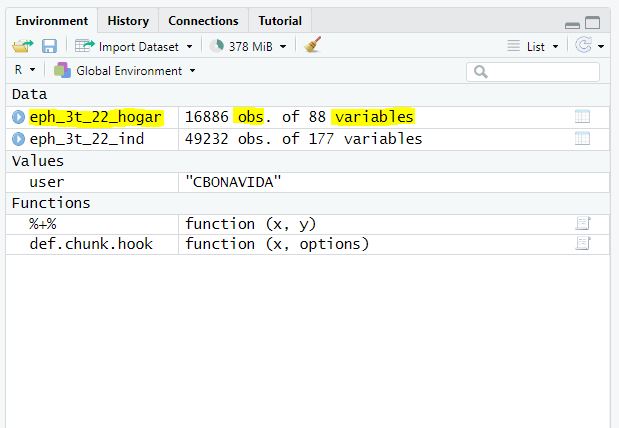 Environment History Connections Tutorial
Import Dataset 378 MiB List
R Global Environment
Data
eph_3t_22_hogar 16886 obs. of 88 variables
eph_3t_22_ind 49232 obs. of 177 variables
Values
user "CBONAVIDA"
Functions
%+% function (x, y)
def.chunk.hook function (x, options)